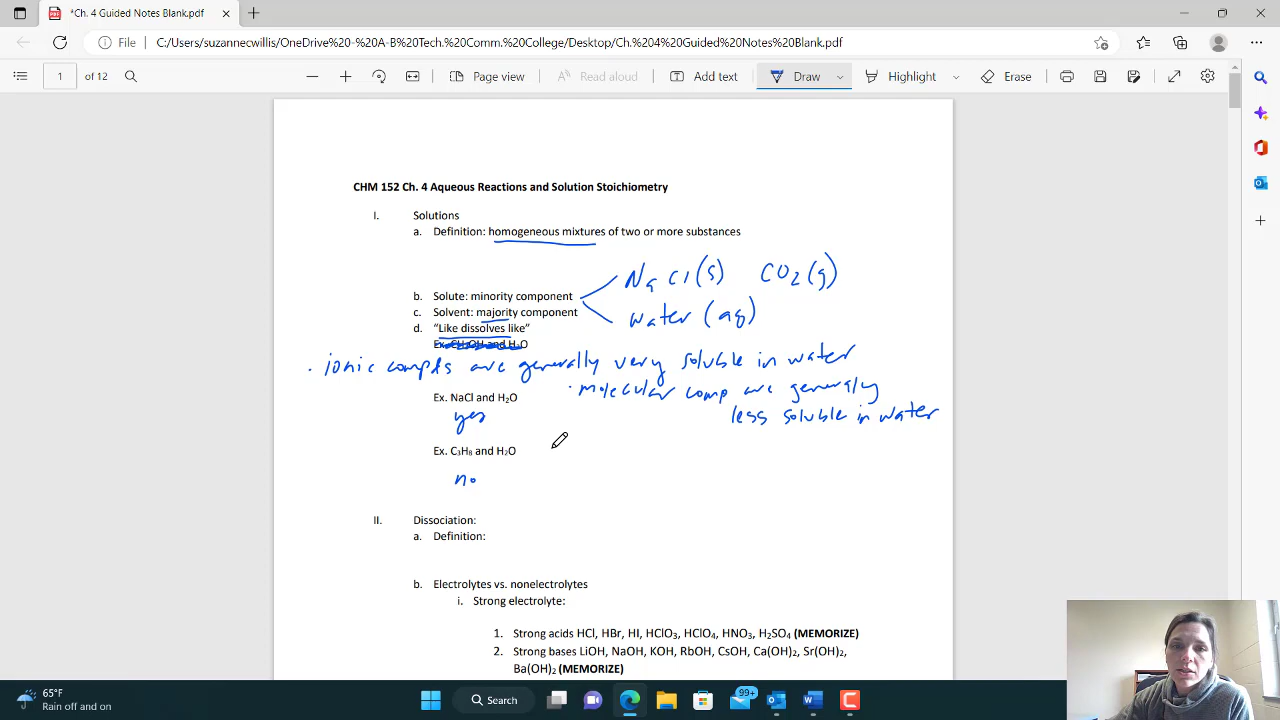 *Ch. 4 Guided Notes Blank.pdf
File C:/Users/suzannecwillis/OneDrive%20-%20A-B%20Tech.%20Comm.%20College/Desktop/Ch.%204%20Guided%20Notes%20Blank.pdf
1 of 12 Page view Read aloud Add text Draw Highlight Erase
CHM 152 Ch. 4 Aqueous Reactions and Solution Stoichiometry
I. Solutions
a. Definition: homogeneous mixtures of two or more substances
NaCl(s) CO2(g)
b. Solute: minority component
c. Solvent: majority component
water (aq)
d. “Like dissolves like”
Ex. CH3OH and H2O
· ionic compds are generally very soluble in water
· molecular comp are generally
less soluble in water
Ex. NaCl and H2O
yes
Ex. C3H8 and H2O
no
II. Dissociation:
a. Definition:
b. Electrolytes vs. nonelectrolytes
i. Strong electrolyte:
1. Strong acids HCl, HBr, HI, HClO3, HClO4, HNO3, H2SO4 (MEMORIZE)
2. Strong bases LiOH, NaOH, KOH, RbOH, CsOH, Ca(OH)2, Sr(OH)2,
Ba(OH)2 (MEMORIZE)
65°F
Rain off and on
Search
99+